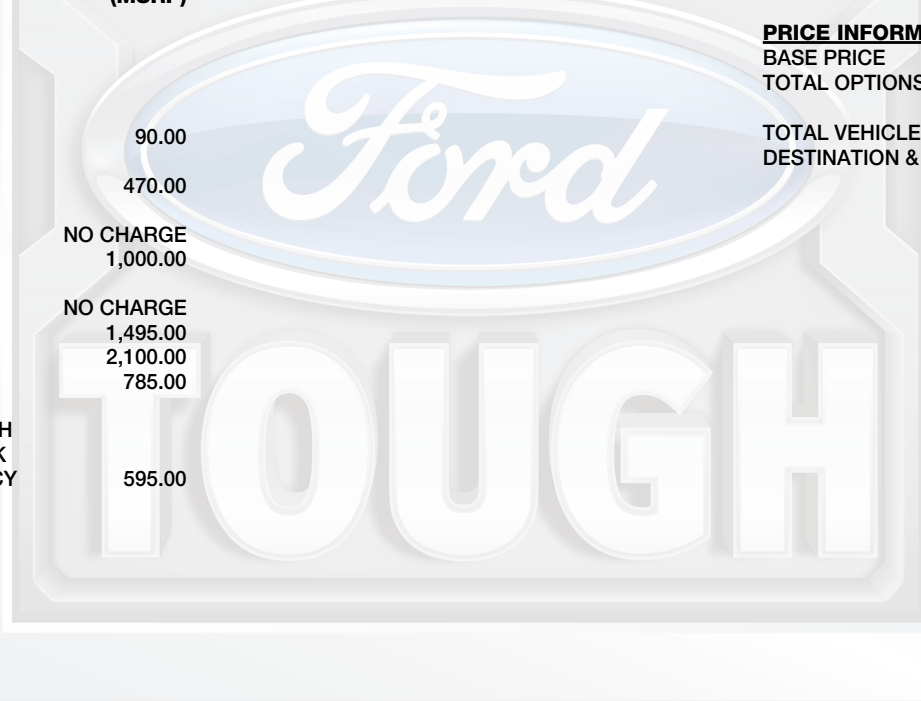 (MSRP)
90.00
470.00
NO CHARGE
1,000.00
NO CHARGE
1,495.00
2,100.00
785.00
H
K
CY
595.00
PRICE INFORM
BASE PRICE
TOTAL OPTIONS
TOTAL VEHICLE
DESTINATION &
Ford
TOUGH